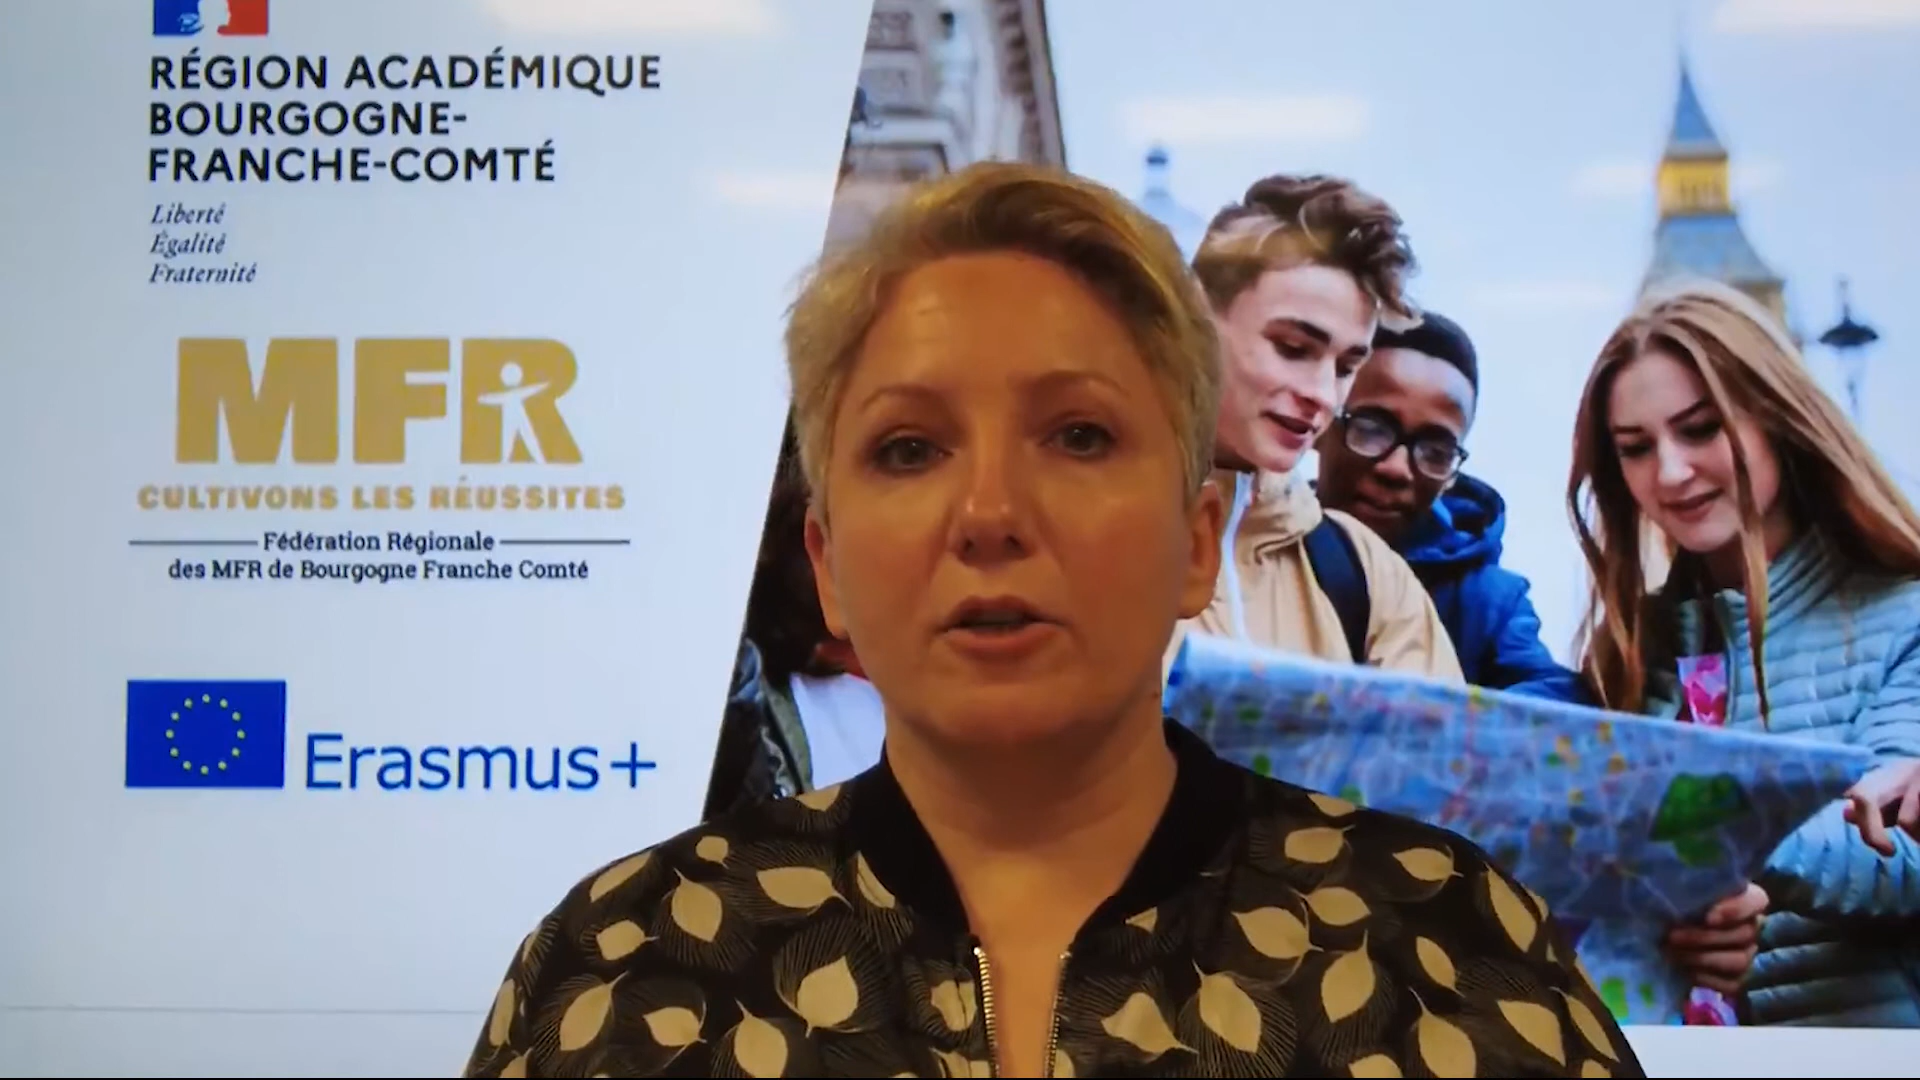 RÉGION ACADÉMIQUE
BOURGOGNE-
FRANCHE-COMTÉ
Liberté
Égalité
Fraternité
MFR
CULTIVONS LES RÉUSSITES
Fédération Régionale
des MFR de Bourgogne Franche Comté
Erasmus+